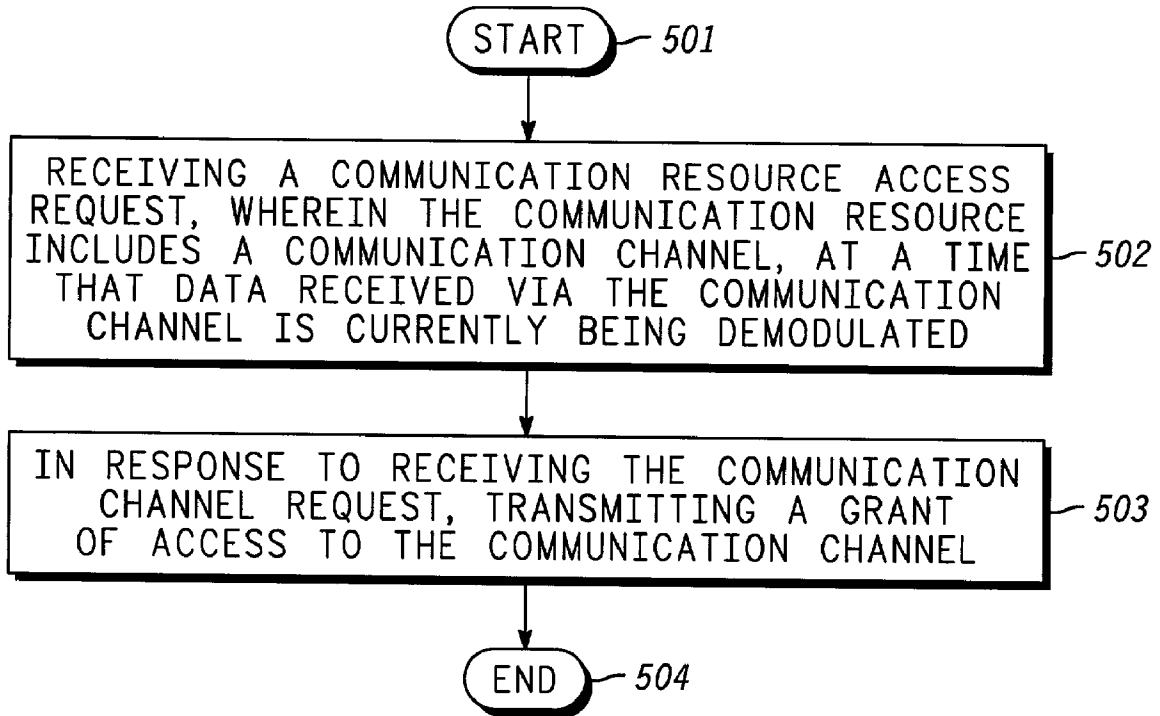 START 501
RECEIVING A COMMUNICATION RESOURCE ACCESS
REQUEST, WHEREIN THE COMMUNICATION RESOURCE
INCLUDES A COMMUNICATION CHANNEL, AT A TIME
THAT DATA RECEIVED VIA THE COMMUNICATION
CHANNEL IS CURRENTLY BEING DEMODULATED
502
IN RESPONSE TO RECEIVING THE COMMUNICATION
CHANNEL REQUEST, TRANSMITTING A GRANT
OF ACCESS TO THE COMMUNICATION CHANNEL
503
END 504